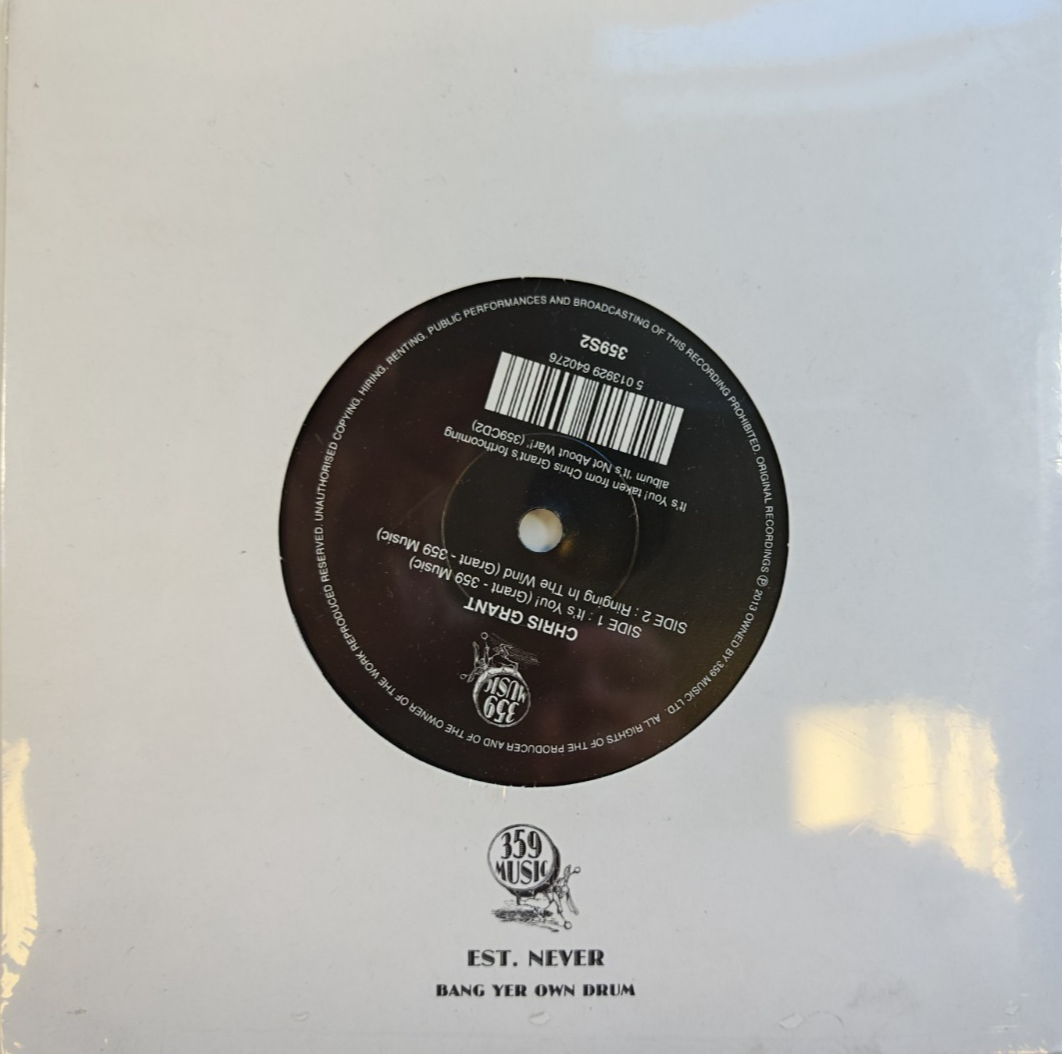 UNAUTHORISED COPYING, HIRING, RENTING, PUBLIC PERFORMANCES AND BROADCASTING OF THIS RECORDING PROHIBITED. ORIGINAL RECORDINGS ℗ 2013 OWNED BY 359 MUSIC LTD. ALL RIGHTS OF THE PRODUCER AND OF THE OWNER OF THE WORK REPRODUCED RESERVED.
359
MUSIC
CHRIS GRANT
SIDE 1 : It's You! (Grant - 359 Music)
SIDE 2 : Ringing In The Wind (Grant - 359 Music)
It's You! taken from Chris Grant's forthcoming
album 'It's Not About War!' (359CD2)
5 013929 640276
359S2
359
MUSIC
EST. NEVER
BANG YER OWN DRUM